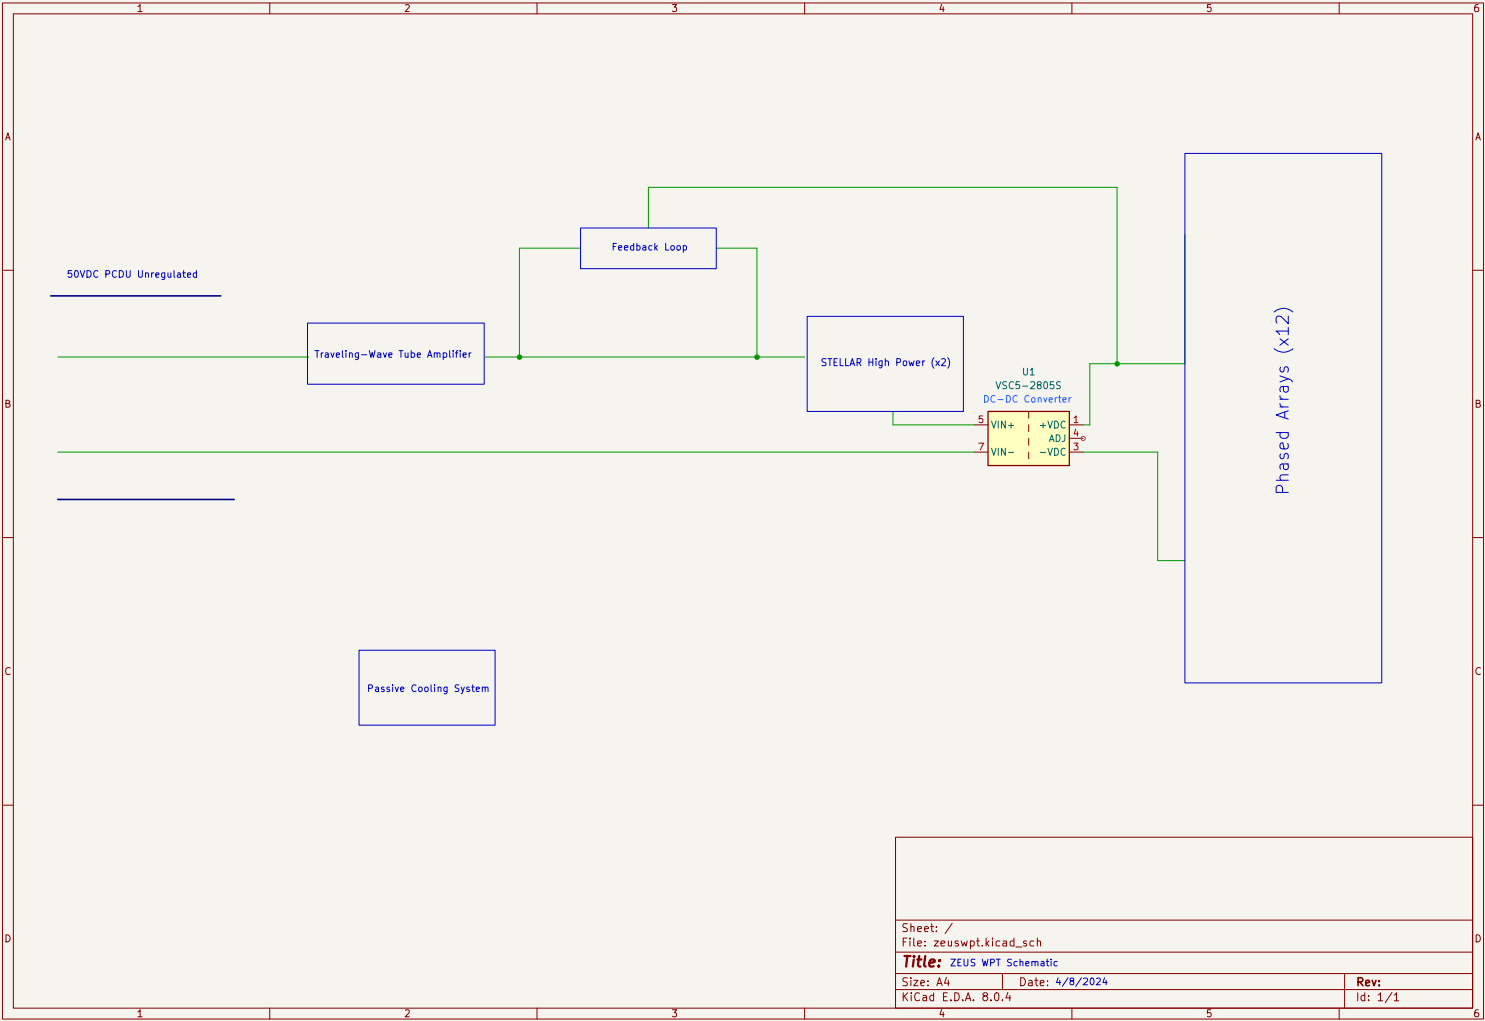 1 2 3 4 5 6
A A
50VDC PCDU Unregulated
Feedback Loop
Traveling-Wave Tube Amplifier
STELLAR High Power (x2)
U1
VSC5-2805S
DC-DC Converter
5 VIN+ +VDC 1
ADJ 4
7 VIN- -VDC 3
Phased Arrays (x12)
B B
C C
Passive Cooling System
D D
Sheet: /
File: zeuswpt.kicad_sch
Title: ZEUS WPT Schematic
Size: A4 Date: 4/8/2024 Rev:
KiCad E.D.A. 8.0.4 Id: 1/1
1 2 3 4 5 6